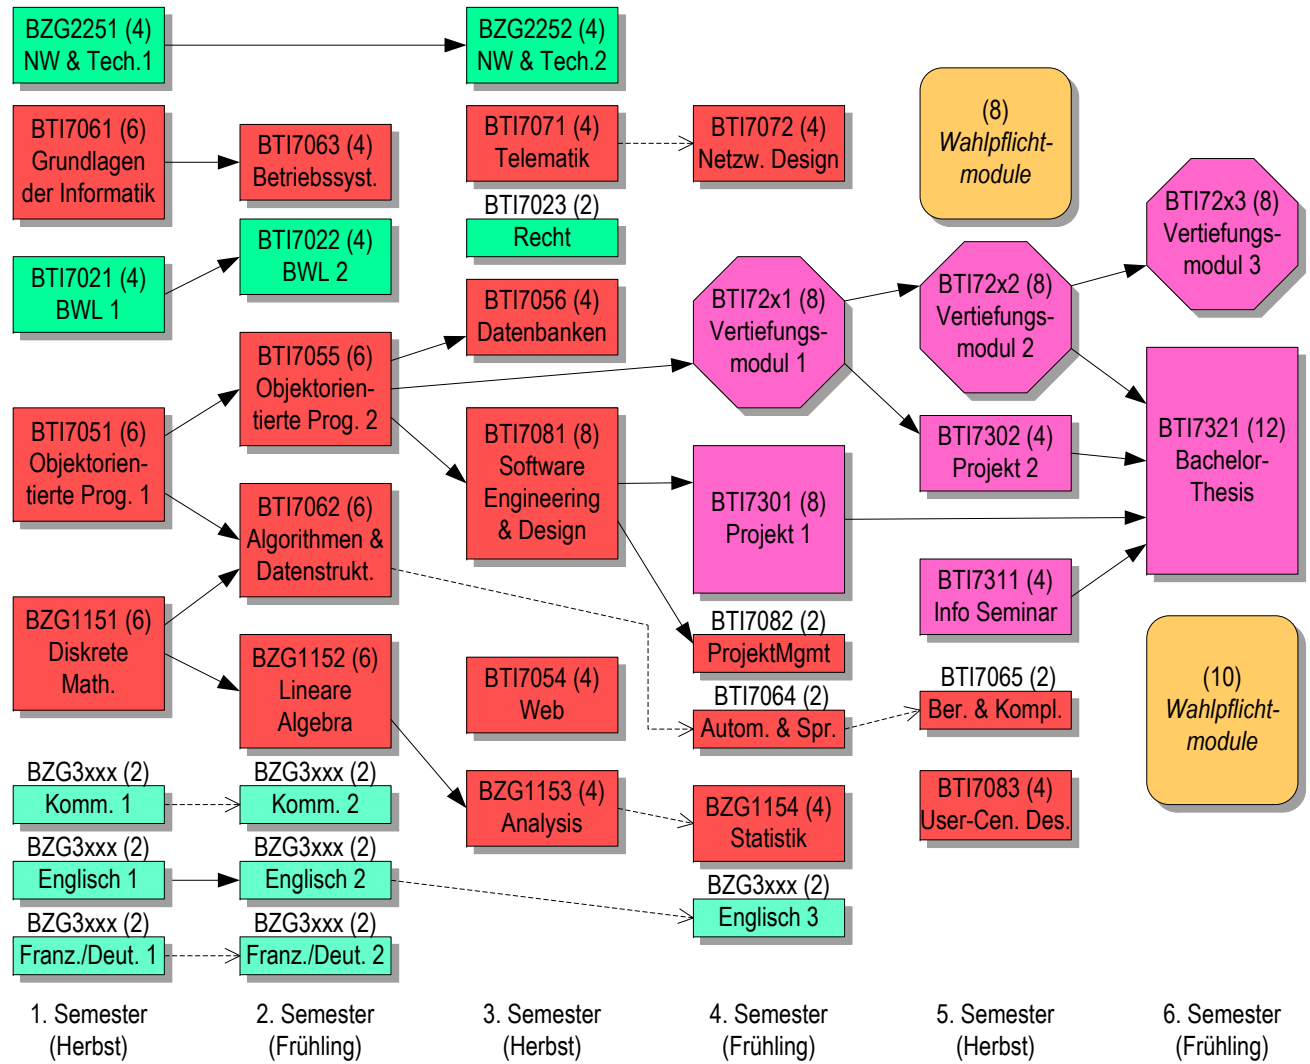 BZG2251 (4)
NW & Tech.1
BTI7061 (6)
Grundlagen
der Informatik
BTI7021 (4)
BWL 1
BTI7051 (6)
Objektorien-
tierte Prog. 1
BZG1151 (6)
Diskrete
Math.
BZG3xxx (2)
Komm. 1
BZG3xxx (2)
Englisch 1
BZG3xxx (2)
Franz./Deut. 1
1. Semester
(Herbst)
BTI7063 (4)
Betriebssyst.
BTI7022 (4)
BWL 2
BTI7055 (6)
Objektorien-
tierte Prog. 2
BTI7062 (6)
Algorithmen &
Datenstrukt.
BZG1152 (6)
Lineare
Algebra
BZG3xxx (2)
Komm. 2
BZG3xxx (2)
Englisch 2
BZG3xxx (2)
Franz./Deut. 2
2. Semester
(Frühling)
BZG2252 (4)
NW & Tech.2
BTI7071 (4)
Telematik
BTI7023 (2)
Recht
BTI7056 (4)
Datenbanken
BTI7081 (8)
Software
Engineering
& Design
BTI7054 (4)
Web
BZG1153 (4)
Analysis
3. Semester
(Herbst)
BTI7072 (4)
Netzw. Design
BTI72x1 (8)
Vertiefungs-
modul 1
BTI7301 (8)
Projekt 1
BTI7082 (2)
ProjektMgmt
BTI7064 (2)
Autom. & Spr.
BZG1154 (4)
Statistik
BZG3xxx (2)
Englisch 3
4. Semester
(Frühling)
(8)
Wahlpflicht-
module
BTI72x2 (8)
Vertiefungs-
modul 2
BTI7302 (4)
Projekt 2
BTI7311 (4)
Info Seminar
BTI7065 (2)
Ber. & Kompl.
BTI7083 (4)
User-Cen. Des.
5. Semester
(Herbst)
BTI72x3 (8)
Vertiefungs-
modul 3
BTI7321 (12)
Bachelor-
Thesis
(10)
Wahlpflicht-
module
6. Semester
(Frühling)